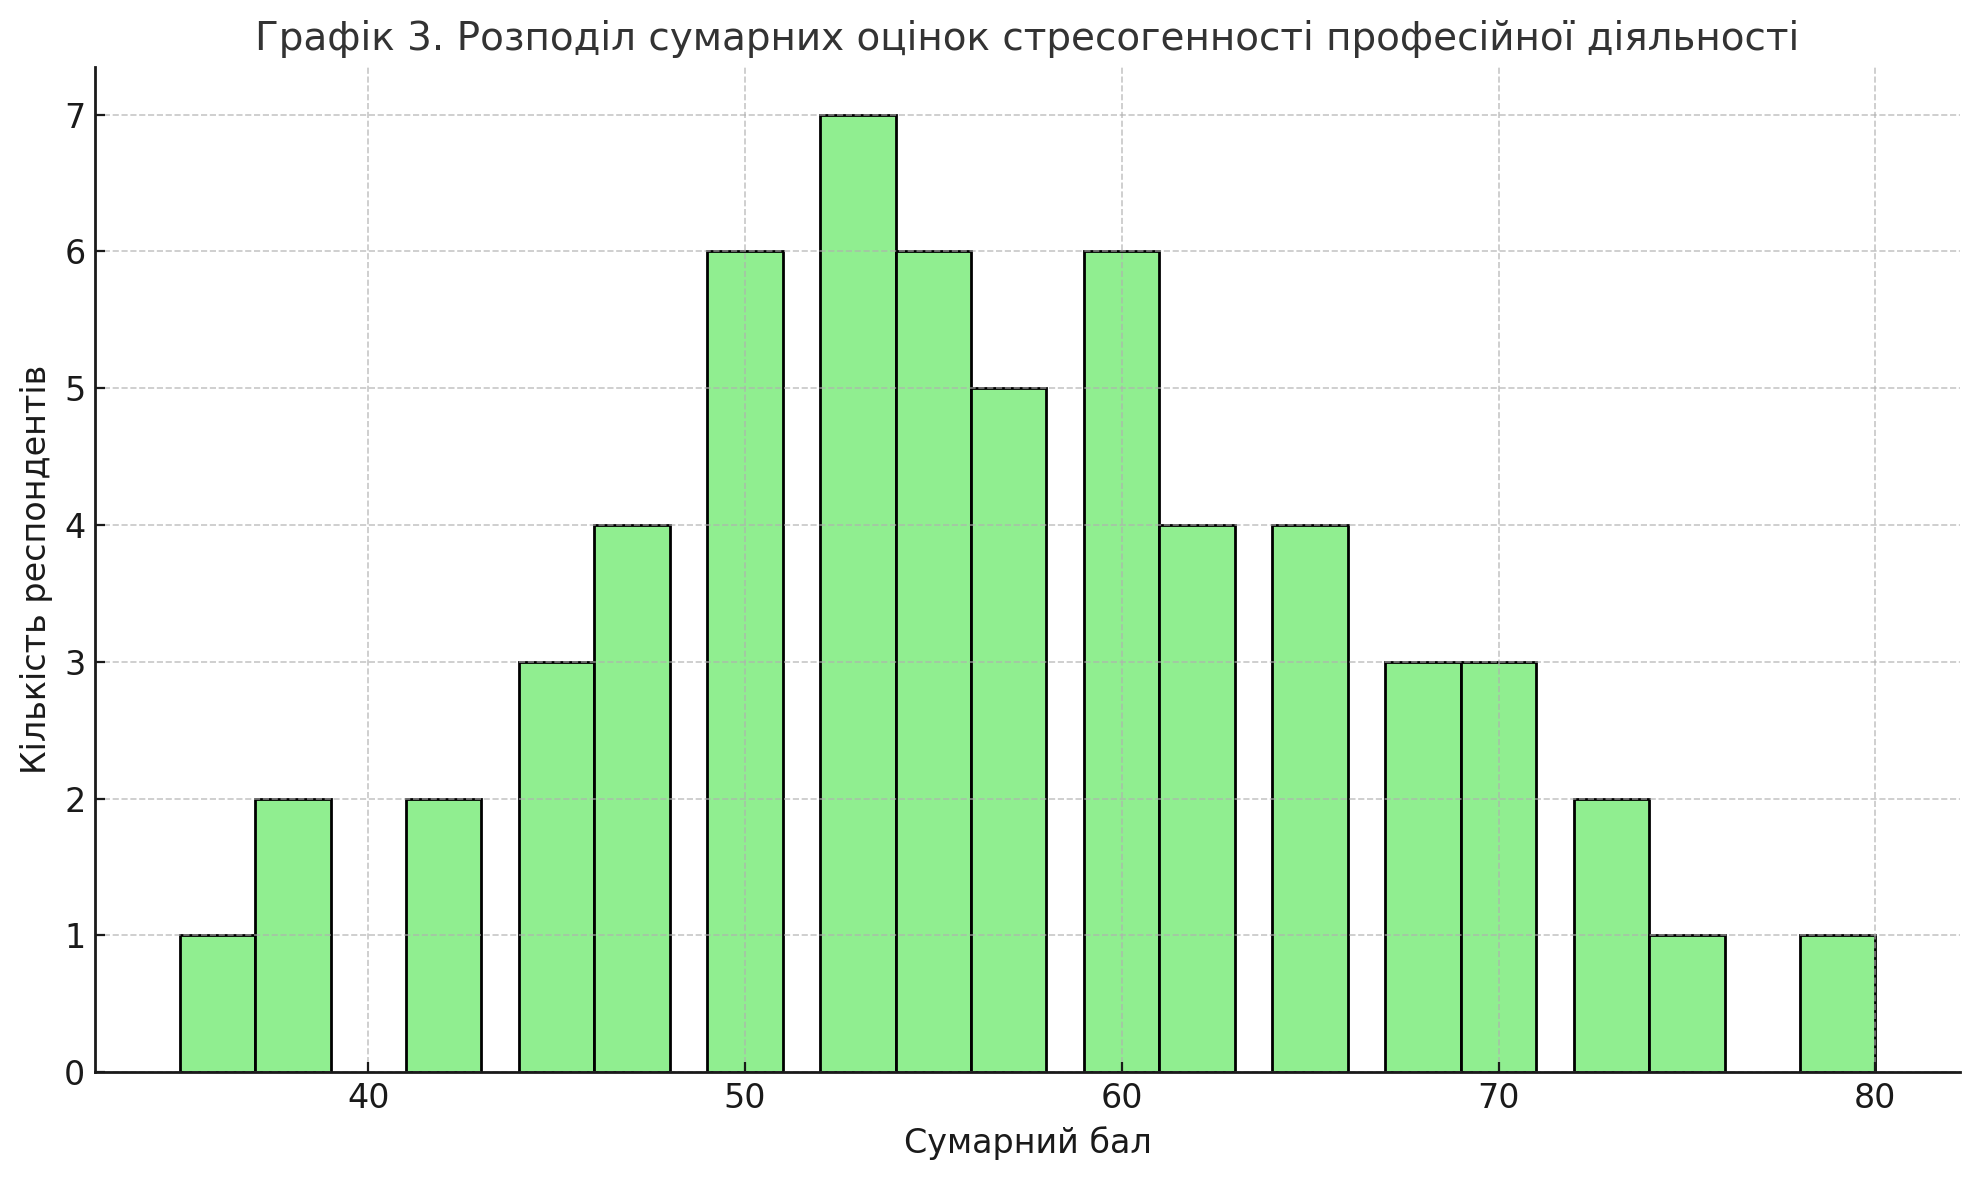 Графік 3. Розподіл сумарних оцінок стресогенності професійної діяльності
Кількість респондентів
7
6
5
4
3
2
1
0
40 50 60 70 80
Сумарний бал